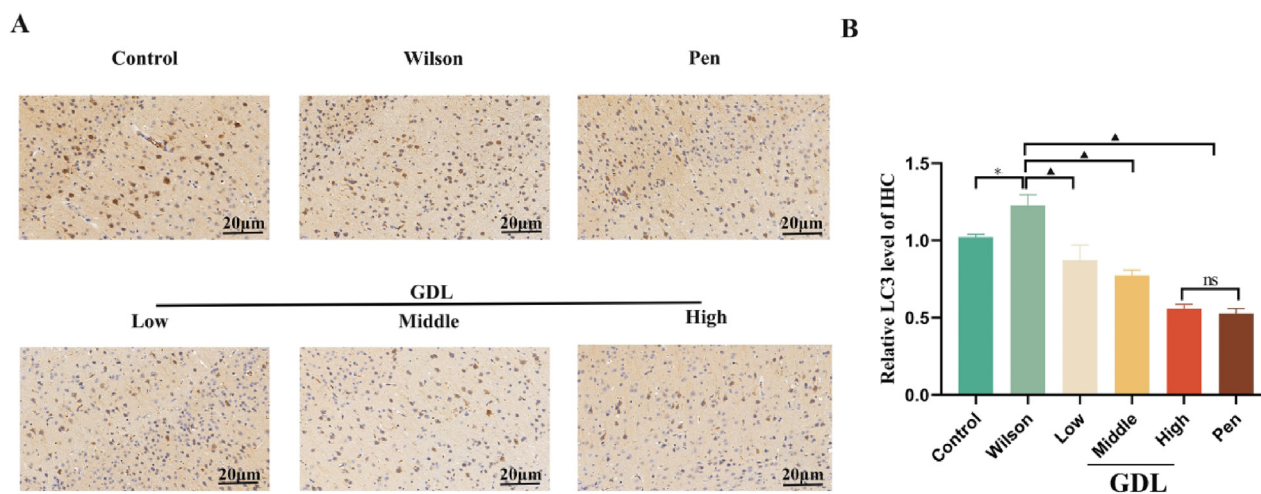 A
Control Wilson Pen
20μm 20μm 20μm
GDL
Low Middle High
20μm 20μm 20μm
B
Relative LC3 level of IHC
1.5
1.0
0.5
0.0
*
▲
▲
▲
ns
Control Wilson Low Middle High Pen
GDL